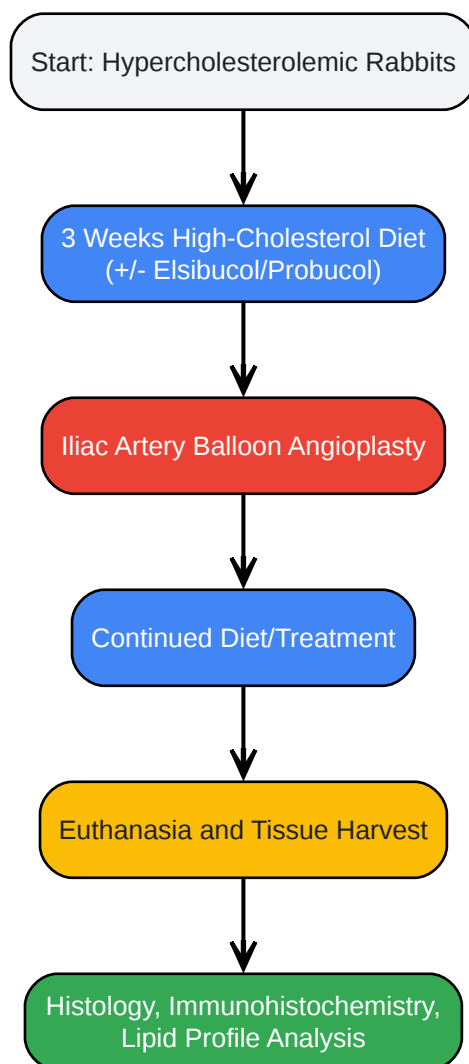 Start: Hypercholesterolemic Rabbits
3 Weeks High-Cholesterol Diet
(+/- Elsibucol/Probucol)
Iliac Artery Balloon Angioplasty
Continued Diet/Treatment
Euthanasia and Tissue Harvest
Histology, Immunohistochemistry,
Lipid Profile Analysis